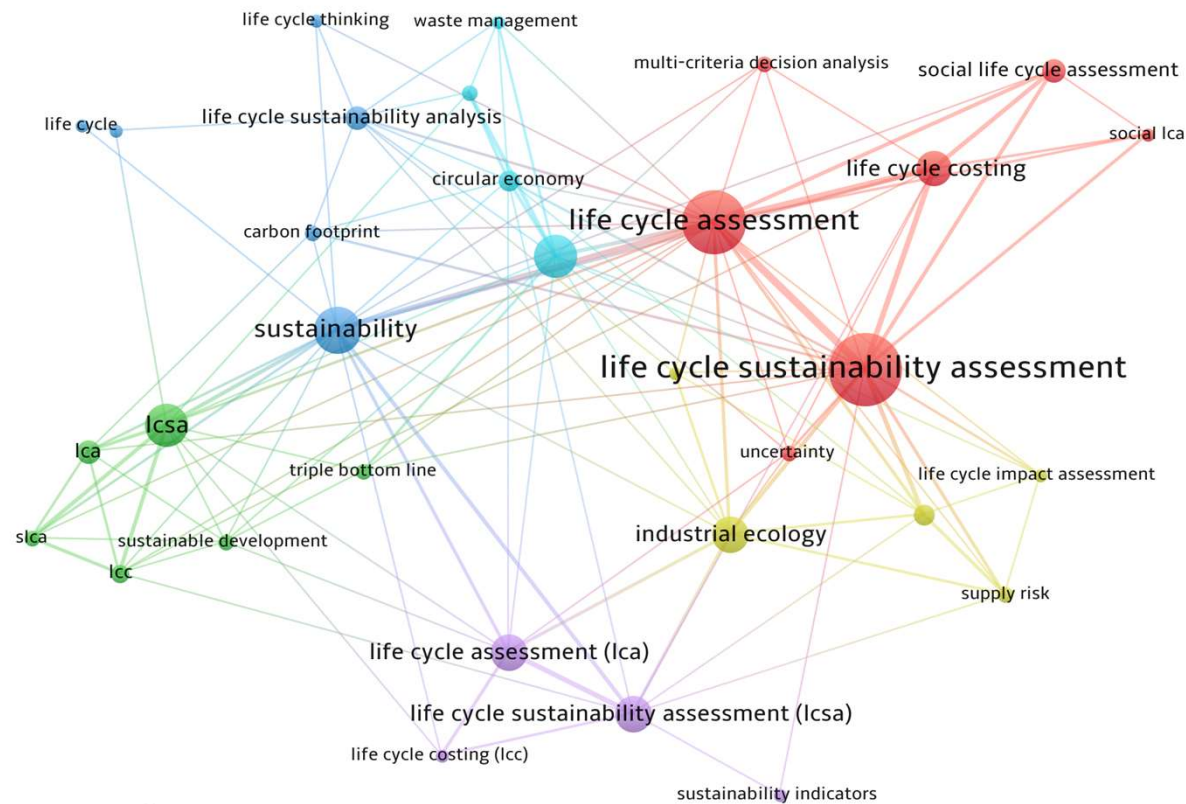 life cycle thinking
waste management
multi-criteria decision analysis
social life cycle assessment
life cycle
life cycle sustainability analysis
social lca
circular economy
life cycle costing
life cycle assessment
carbon footprint
sustainability
life cycle sustainability assessment
lcsa
lca
triple bottom line
uncertainty
life cycle impact assessment
slca
sustainable development
industrial ecology
lcc
supply risk
life cycle assessment (lca)
life cycle sustainability assessment (lcsa)
life cycle costing (lcc)
sustainability indicators